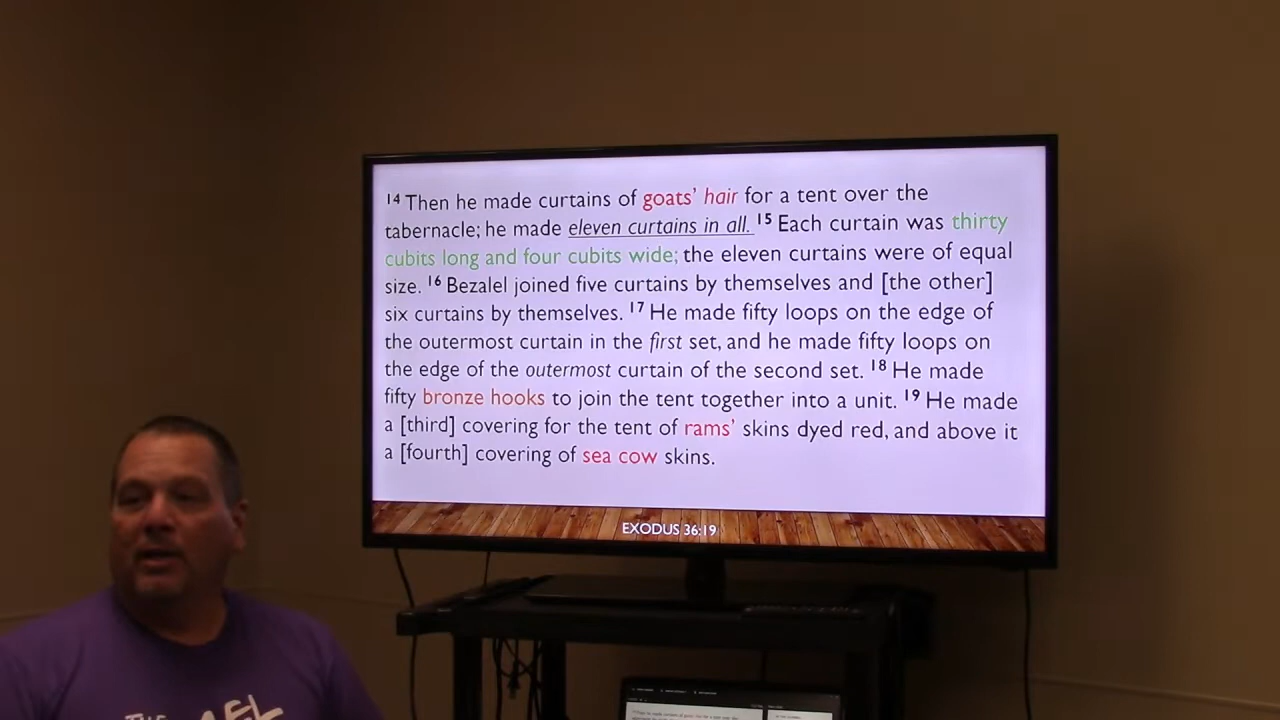 14 Then he made curtains of goats’ hair for a tent over the
tabernacle; he made eleven curtains in all. 15 Each curtain was thirty
cubits long and four cubits wide; the eleven curtains were of equal
size. 16 Bezalel joined five curtains by themselves and [the other]
six curtains by themselves. 17 He made fifty loops on the edge of
the outermost curtain in the first set, and he made fifty loops on
the edge of the outermost curtain of the second set. 18 He made
fifty bronze hooks to join the tent together into a unit. 19 He made
a [third] covering for the tent of rams’ skins dyed red, and above it
a [fourth] covering of sea cow skins.
EXODUS 36:19
THE